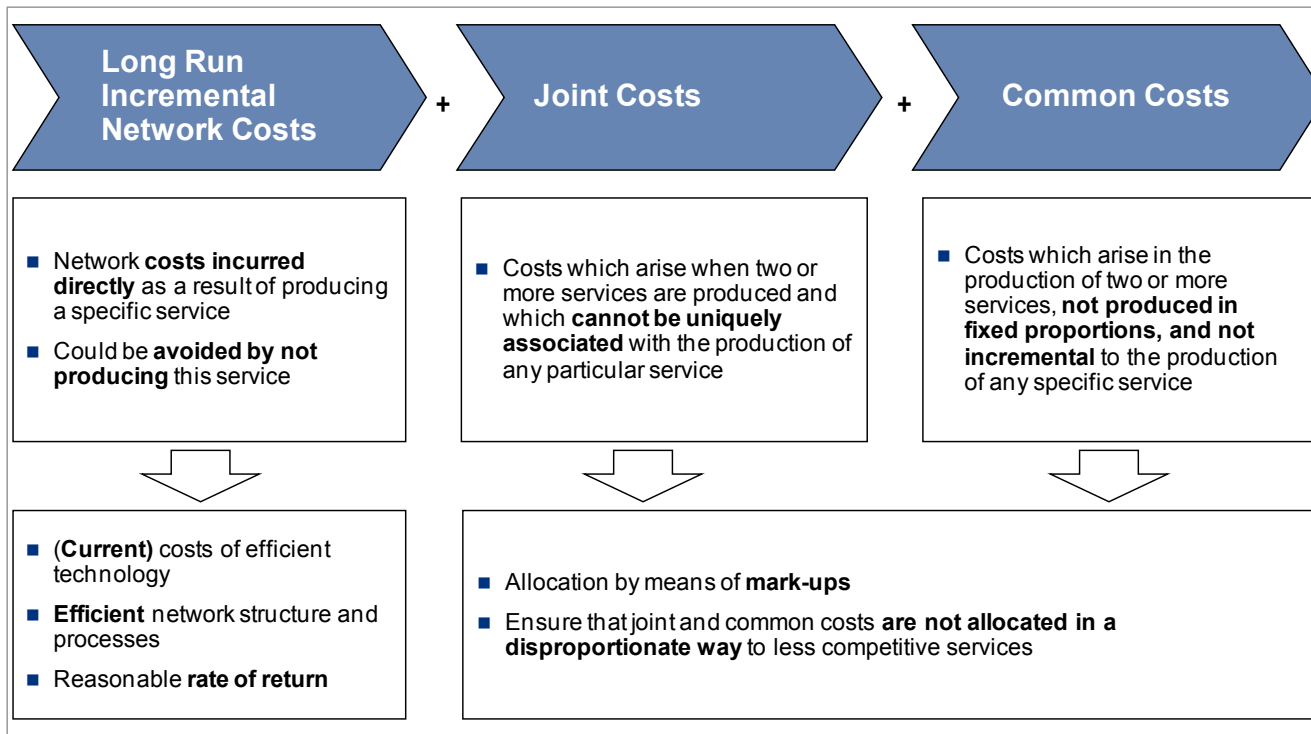 Long Run
Incremental
Network Costs
+
Joint Costs
+
Common Costs
■ Network costs incurred
directly as a result of producing
a specific service
■ Could be avoided by not
producing this service
■ Costs which arise when two or
more services are produced and
which cannot be uniquely
associated with the production of
any particular service
■ Costs which arise in the
production of two or more
services, not produced in
fixed proportions, and not
incremental to the production
of any specific service
■ (Current) costs of efficient
technology
■ Efficient network structure and
processes
■ Reasonable rate of return
■ Allocation by means of mark-ups
■ Ensure that joint and common costs are not allocated in a
disproportionate way to less competitive services